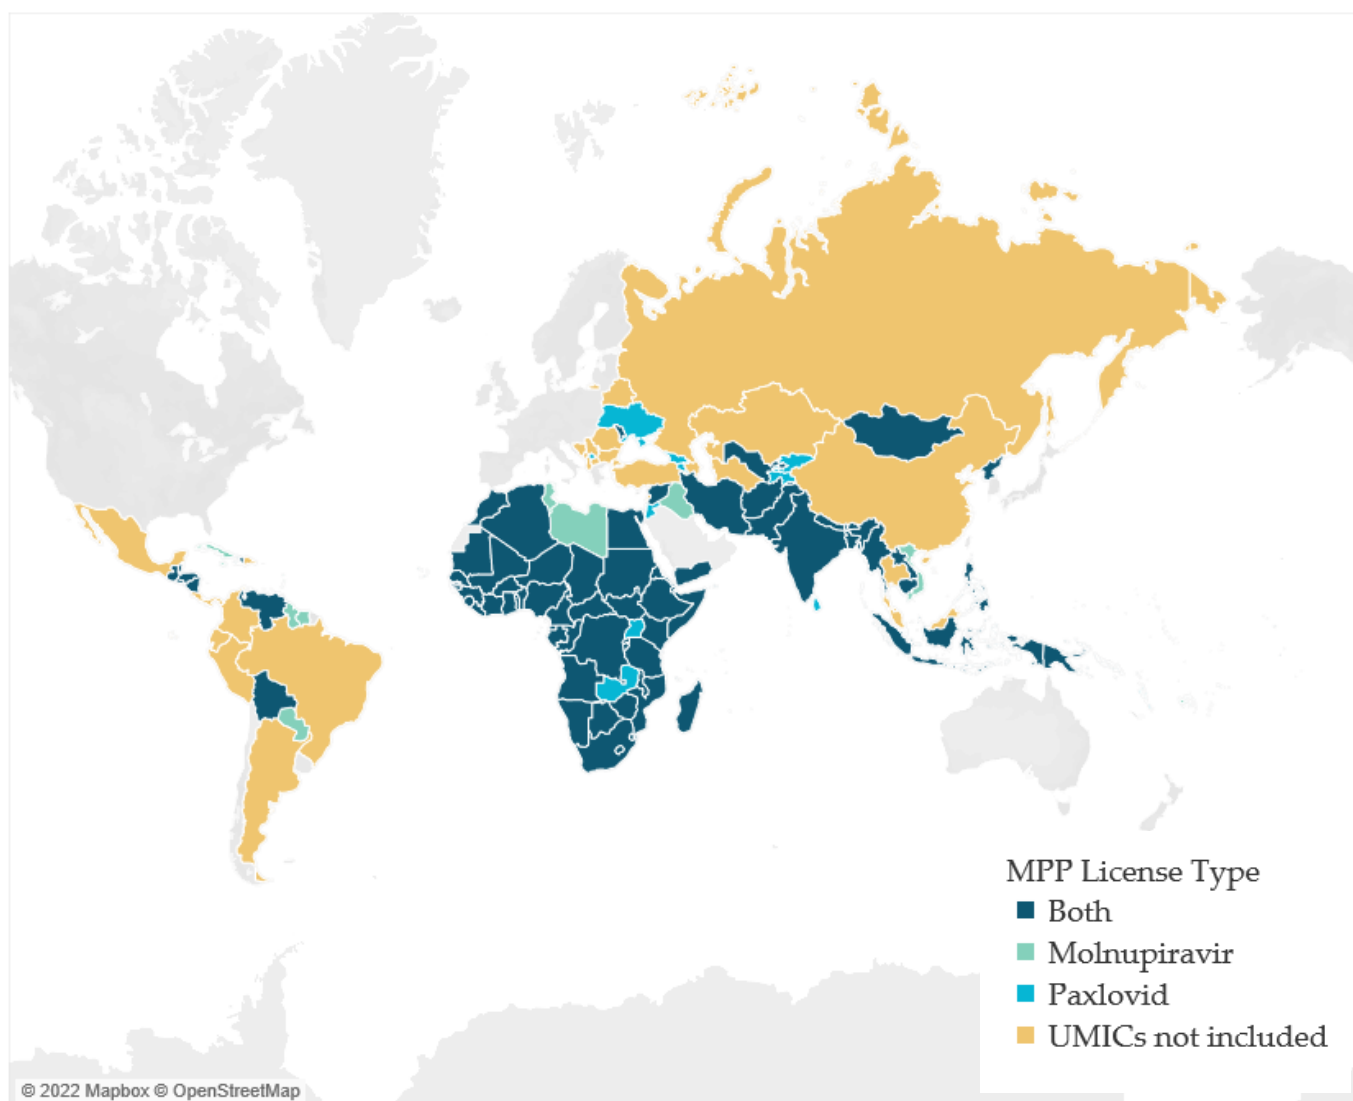 MPP License Type
Both
Molnupiravir
Paxlovid
UMICs not included
© 2022 Mapbox © OpenStreetMap